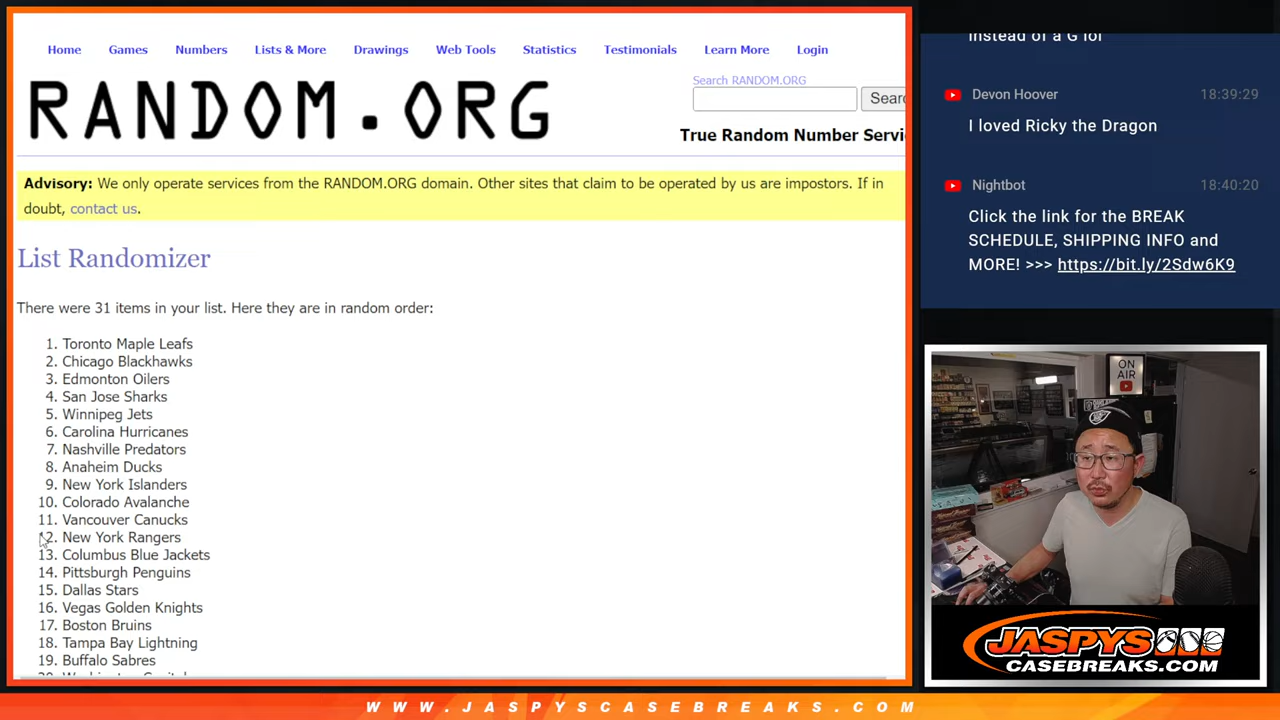 Home Games Numbers Lists & More Drawings Web Tools Statistics Testimonials Learn More Login
RANDOM.ORG
Search RANDOM.ORG
Searc
True Random Number Servi
Advisory: We only operate services from the RANDOM.ORG domain. Other sites that claim to be operated by us are impostors. If in
doubt, contact us.
List Randomizer
There were 31 items in your list. Here they are in random order:
1. Toronto Maple Leafs
2. Chicago Blackhawks
3. Edmonton Oilers
4. San Jose Sharks
5. Winnipeg Jets
6. Carolina Hurricanes
7. Nashville Predators
8. Anaheim Ducks
9. New York Islanders
10. Colorado Avalanche
11. Vancouver Canucks
12. New York Rangers
13. Columbus Blue Jackets
14. Pittsburgh Penguins
15. Dallas Stars
16. Vegas Golden Knights
17. Boston Bruins
18. Tampa Bay Lightning
19. Buffalo Sabres
instead of a G lol
Devon Hoover 18:39:29
I loved Ricky the Dragon
Nightbot 18:40:20
Click the link for the BREAK
SCHEDULE, SHIPPING INFO and
MORE! >>> https://bit.ly/2Sdw6K9
ON
AIR
JASPYS
CASEBREAKS.COM
WWW.JASPYSCASEBREAKS.COM